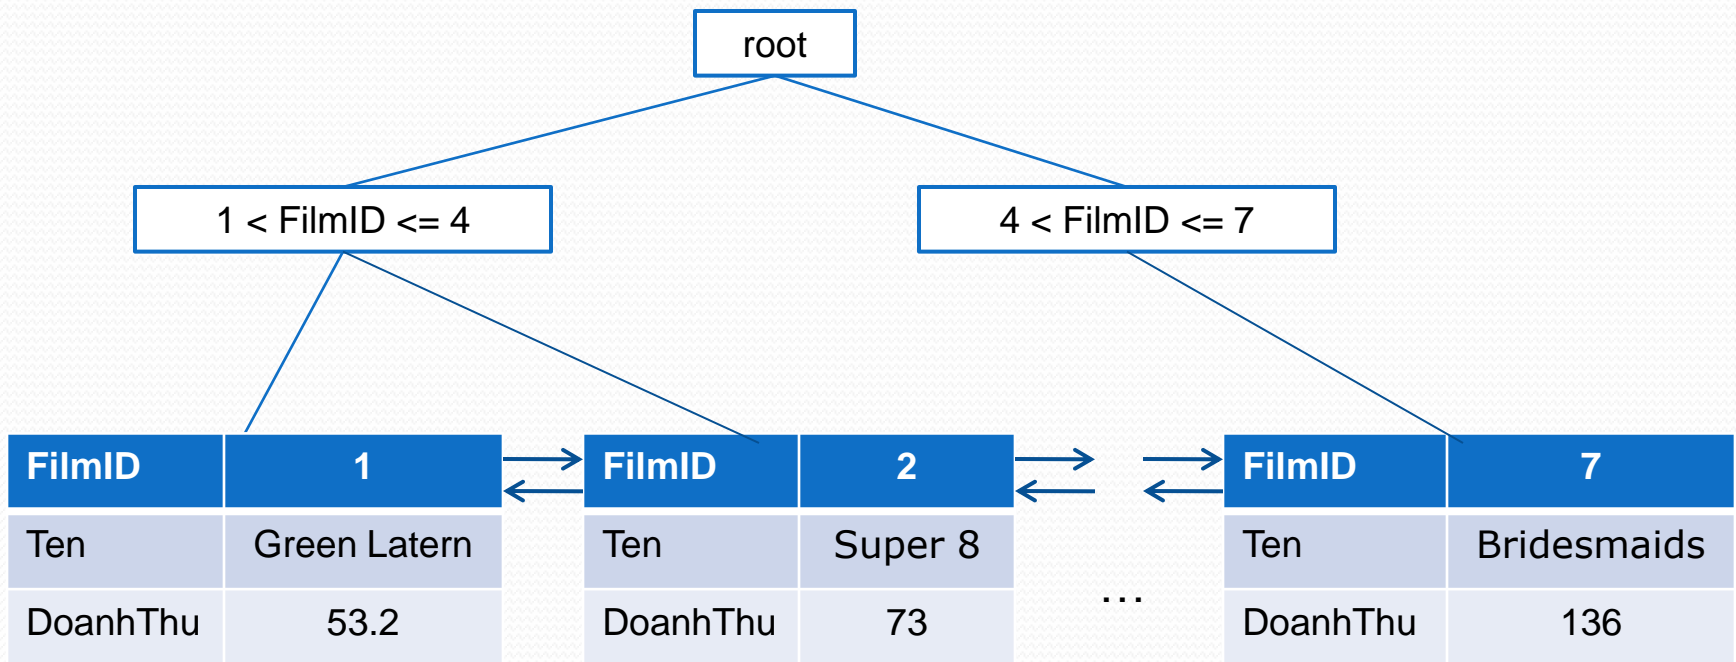 root
1 < FilmID <= 4
4 < FilmID <= 7
FilmID 1 FilmID 2 FilmID 7
Ten Green Latern Ten Super 8 Ten Bridesmaids
...
DoanhThu 53.2 DoanhThu 73 DoanhThu 136